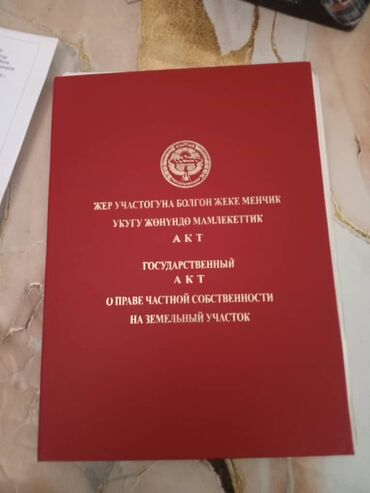 ЖЕР УЧАСТОГУНА БОЛГОН ЖЕКЕ МЕНЧИК
УКУГУ ЖӨНҮНДӨ МАМЛЕКЕТТИК
АКТ
ГОСУДАРСТВЕННЫЙ
АКТ
О ПРАВЕ ЧАСТНОЙ СОБСТВЕННОСТИ
НА ЗЕМЕЛЬНЫЙ УЧАСТОК